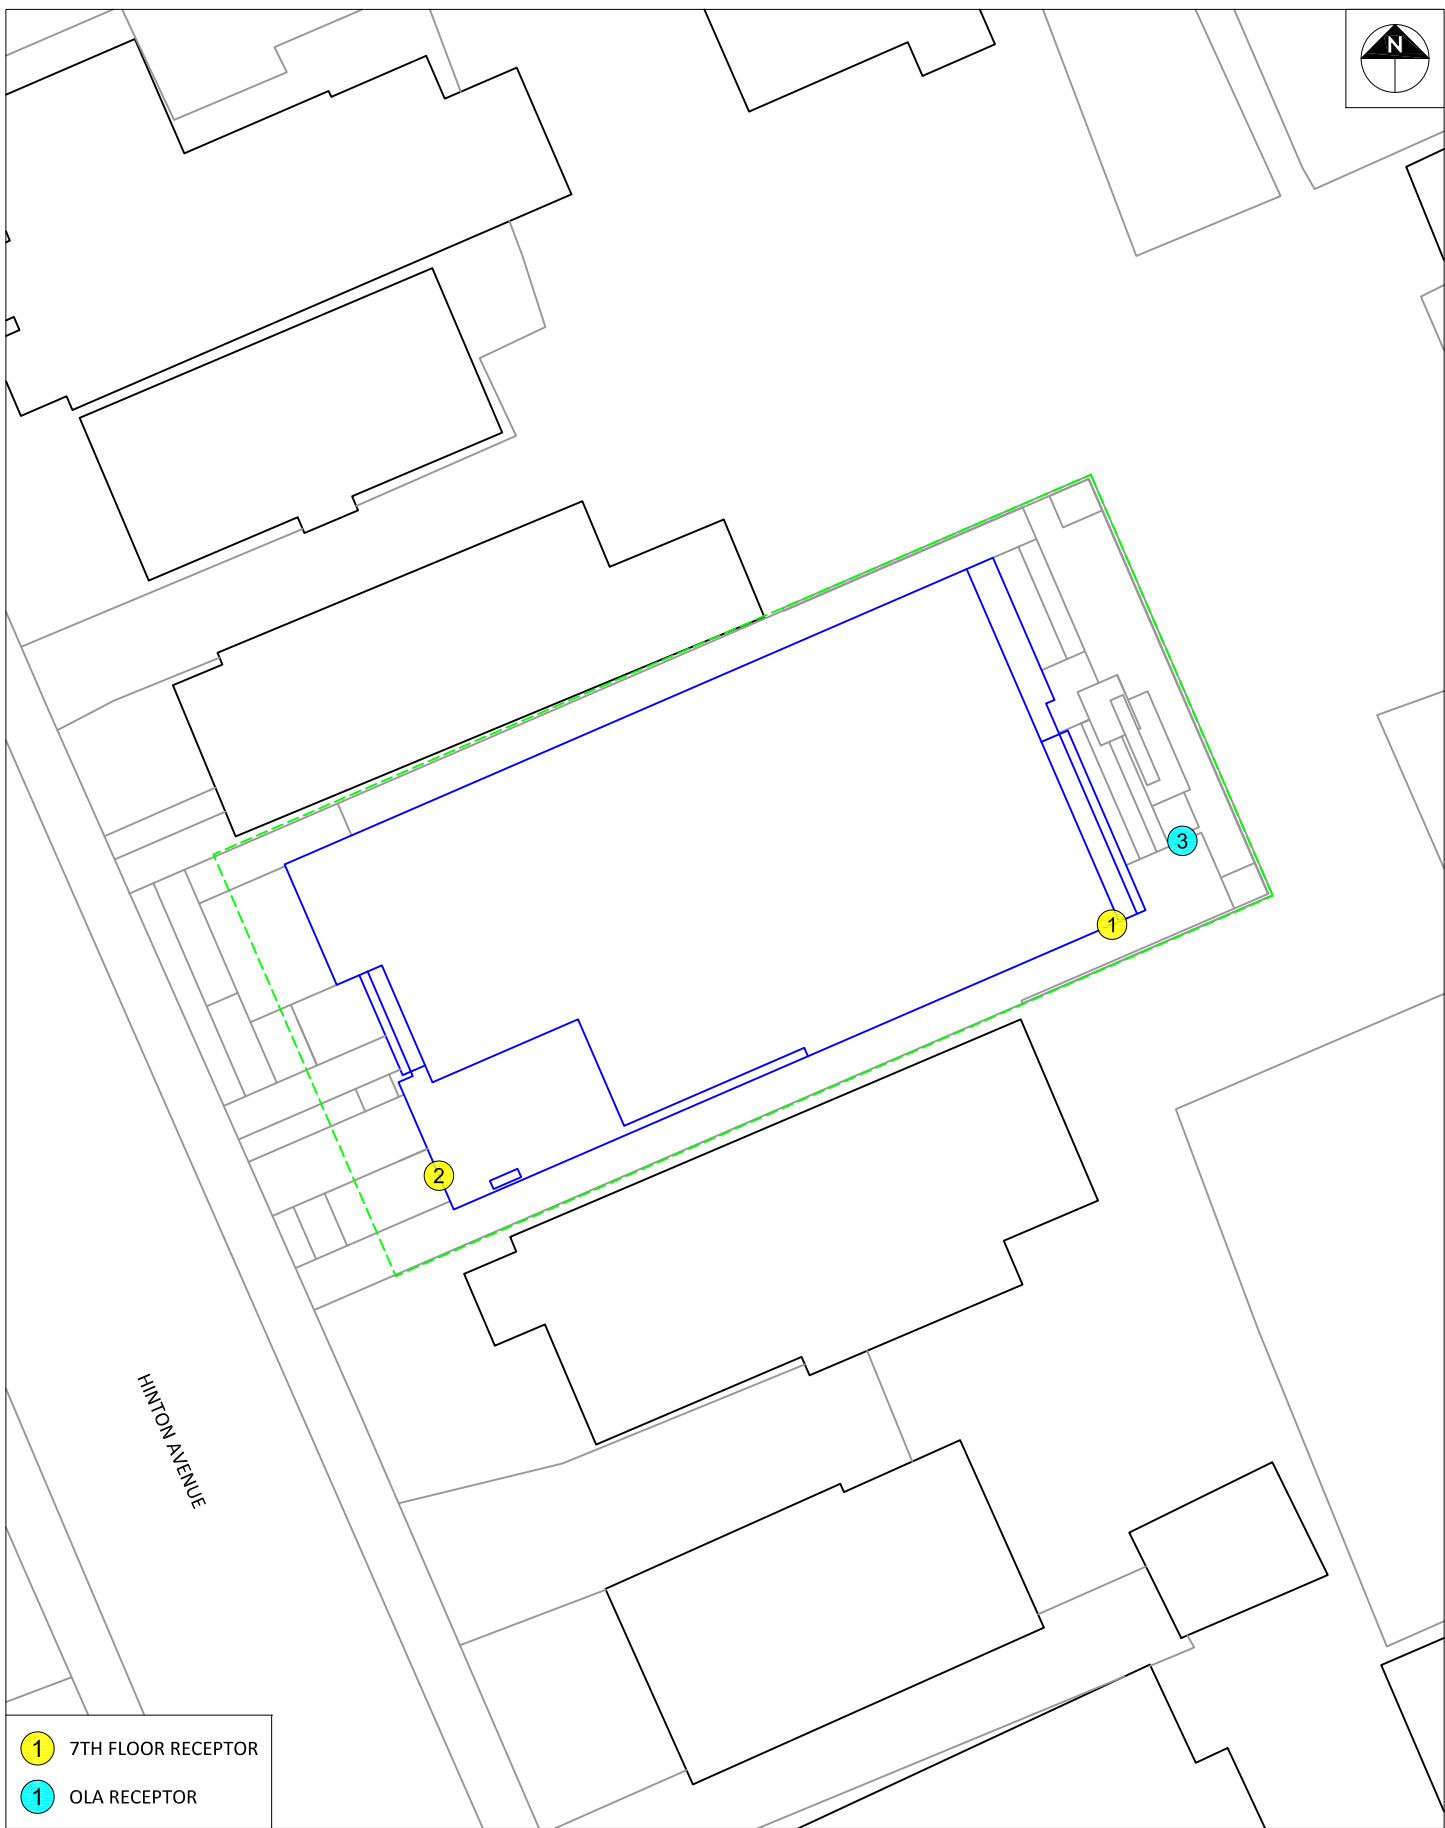 N
3
1
2
HINTON AVENUE
1 7TH FLOOR RECEPTOR
1 OLA RECEPTOR